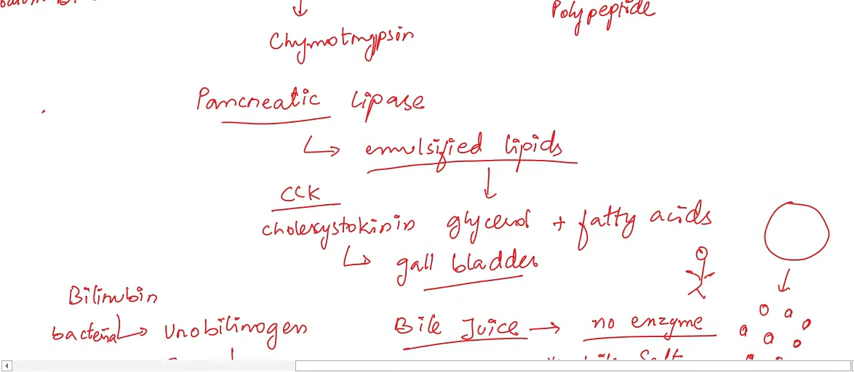 Chymotrypsin
Polypeptide
Pancreatic Lipase
↳ emulsified lipids
↓
CCK
cholecystokinin glycerol + fatty acids
↳ gall bladder
Bilirubin
bacteria → Urobilinogen
Bile Juice → no enzyme